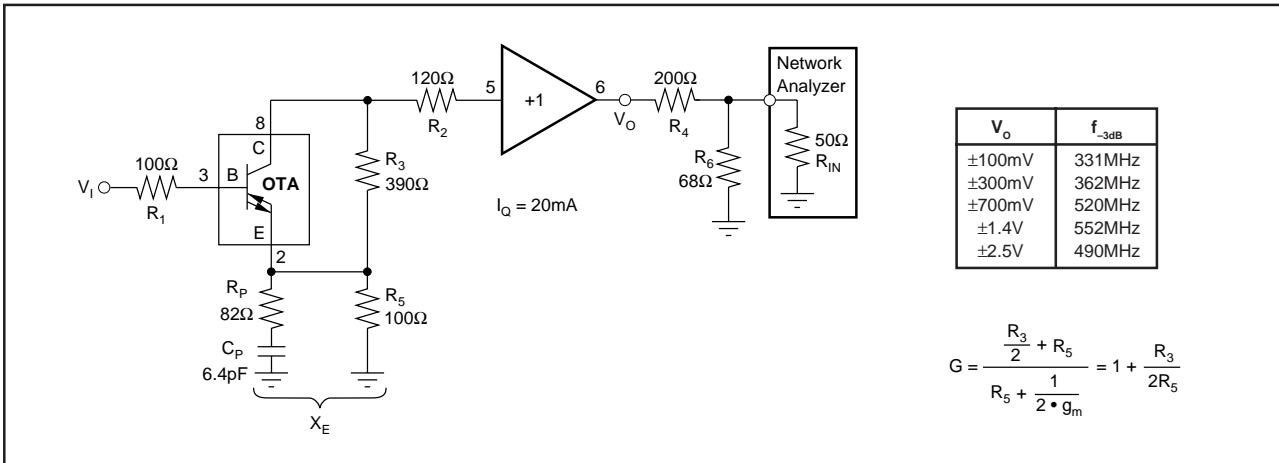 120Ω
R2
5
+1
6
VO
200Ω
R4
Network
Analyzer
50Ω
RIN
R6
68Ω
8
C
VI
100Ω
R1
3
B
OTA
E
2
R3
390Ω
IQ = 20mA
RP
82Ω
CP
6.4pF
R5
100Ω
XE
VO f–3dB
±100mV 331MHz
±300mV 362MHz
±700mV 520MHz
±1.4V 552MHz
±2.5V 490MHz
G = (R3/2 + R5) / (R5 + 1/(2 • gm)) = 1 + R3/(2R5)